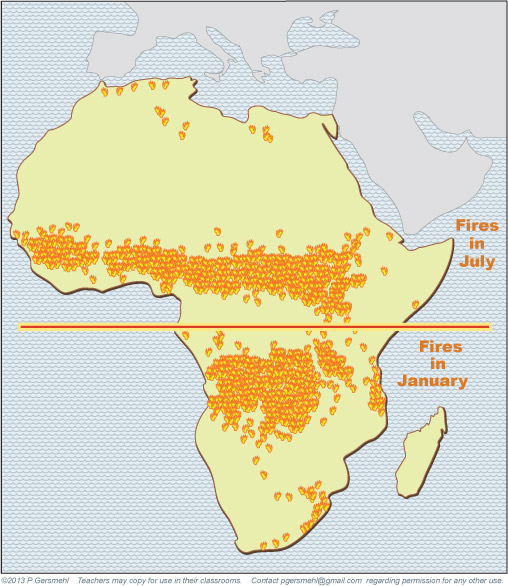 Fires
in
July
Fires
in
January
©2013 P Gersmehl Teachers may copy for use in their classrooms. Contact pgersmehl@gmail.com regarding permission for any other use.